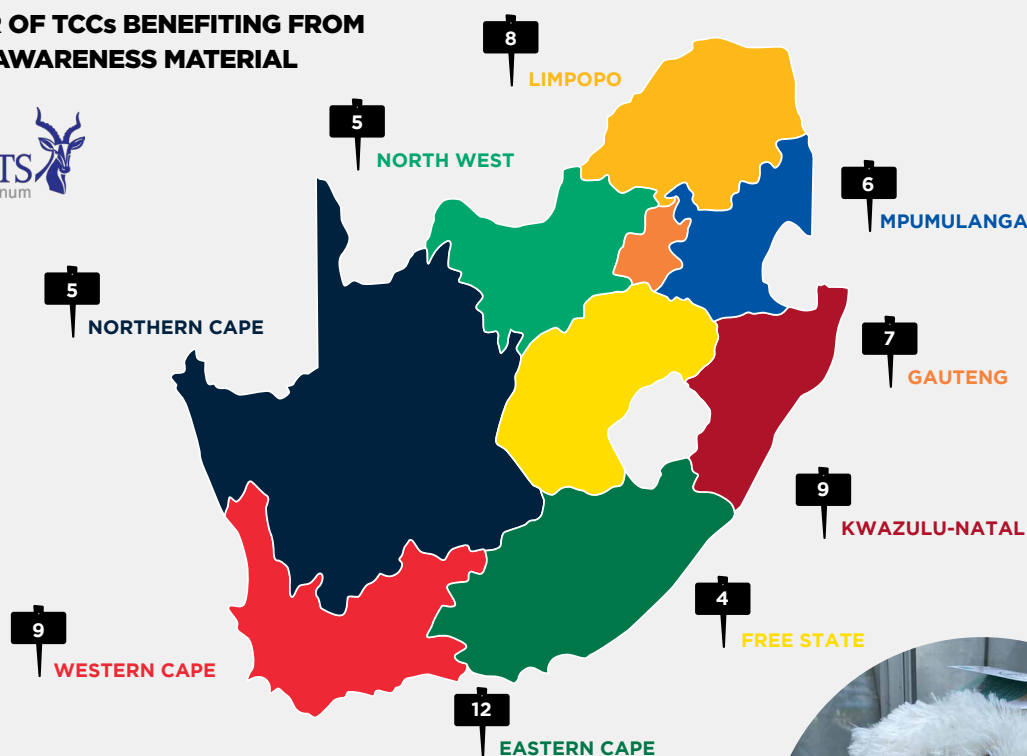 R OF TCCs BENEFITING FROM
AWARENESS MATERIAL
TS
num
8
LIMPOPO
5
NORTH WEST
6
MPUMULANGA
5
NORTHERN CAPE
7
GAUTENG
9
KWAZULU-NATAL
4
FREE STATE
9
WESTERN CAPE
12
EASTERN CAPE